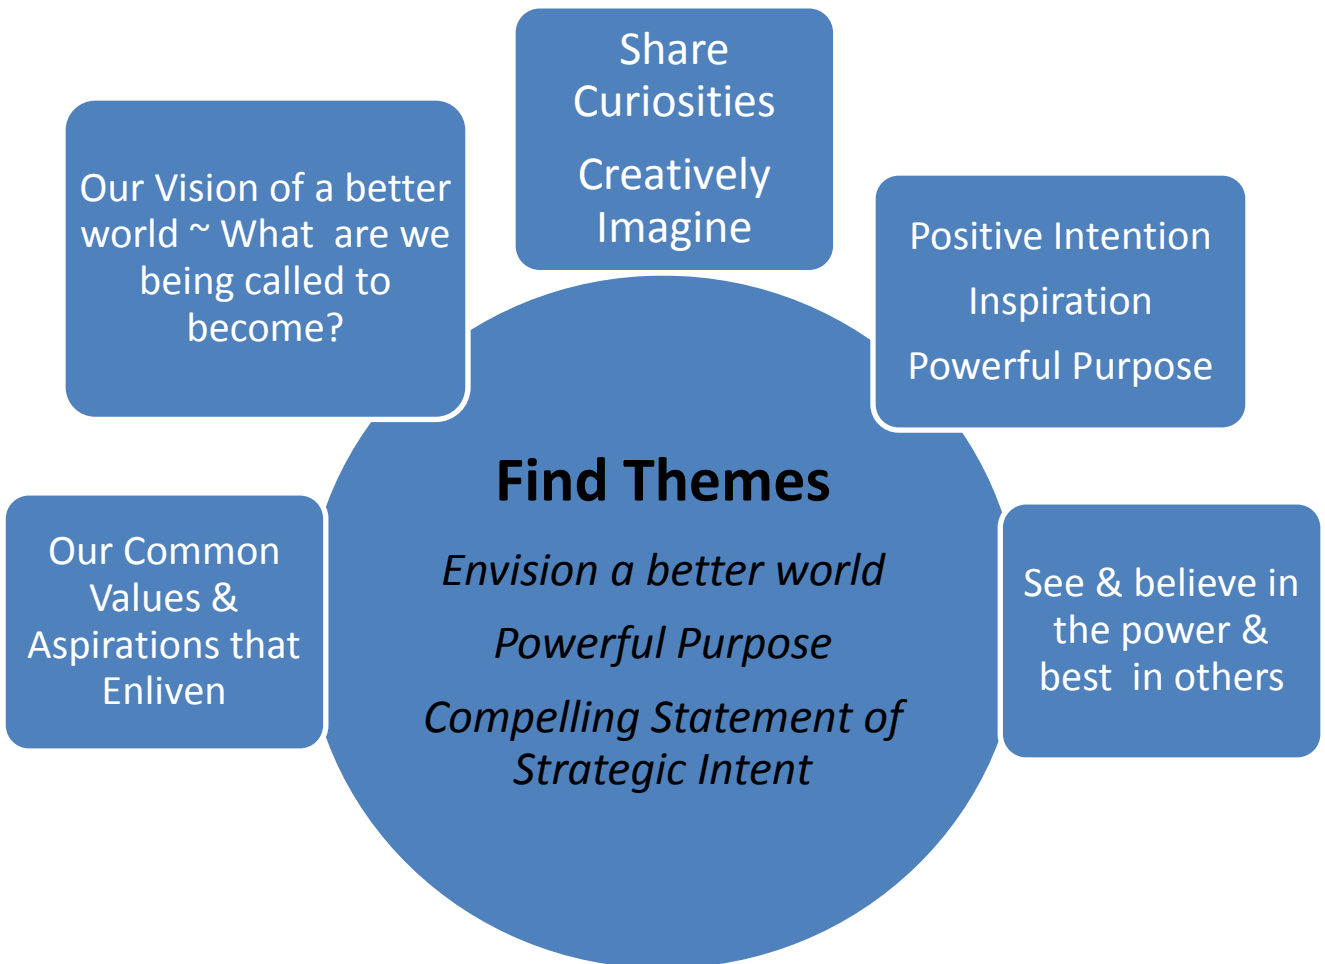 Share
Curiosities
Creatively
Imagine
Our Vision of a better
world ~ What  are we
being called to
become?
Positive Intention
Inspiration
Powerful Purpose
Find Themes
Envision a better world
Powerful Purpose
Compelling Statement of
Strategic Intent
Our Common
Values &
Aspirations that
Enliven
See & believe in
the power &
best  in others